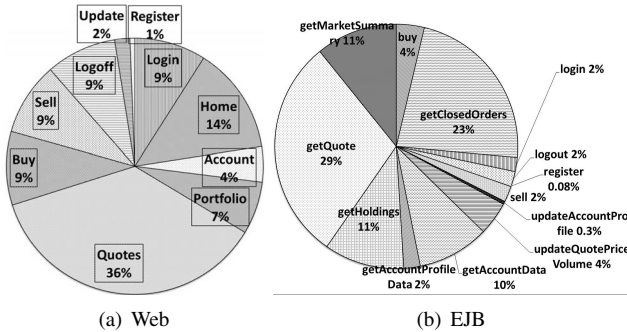 Update
2%
Register
1%
Login
9%
Home
14%
Account
4%
Portfolio
7%
Quotes
36%
Buy
9%
Sell
9%
Logoff
9%
(a) Web
getMarketSumma
ry 11%
buy
4%
login 2%
getClosedOrders
23%
logout 2%
register
0.08%
sell 2%
updateAccountPro
file 0.3%
updateQuotePrice
Volume 4%
getAccountData
10%
getAccountProfile
Data 2%
getHoldings
11%
getQuote
29%
(b) EJB